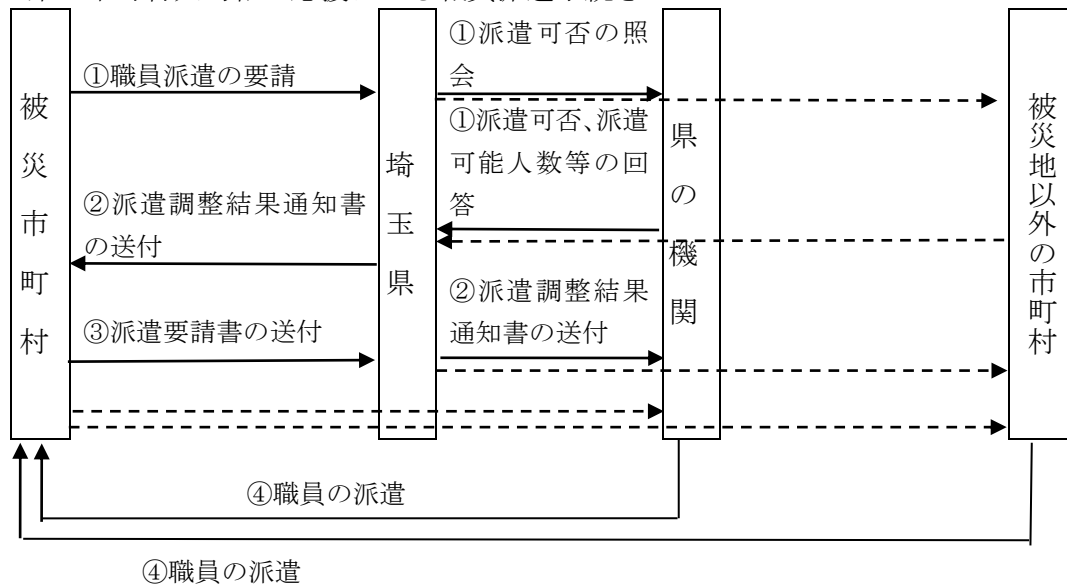 ①職員派遣の要請
①派遣可否の照
会
①派遣可否、派遣
可能人数等の回
答
②派遣調整結果通知書
の送付
②派遣調整結果
通知書の送付
③派遣要請書の送付
被災市町村
埼玉県
県の機関
被災地以外の市町村
④職員の派遣
④職員の派遣